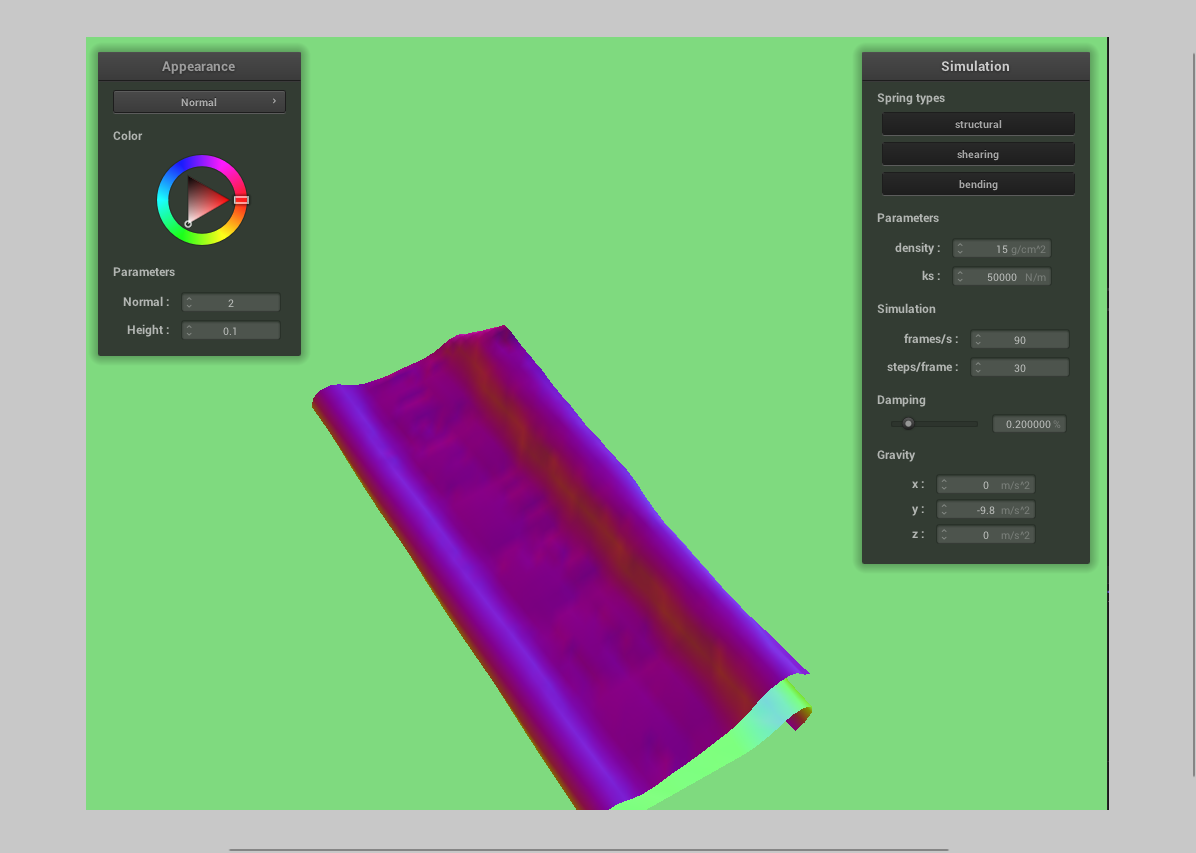 Appearance
Normal
Color
Parameters
Normal : 2
Height : 0.1
Simulation
Spring types
structural
shearing
bending
Parameters
density : 15 g/cm^2
ks : 50000 N/m
Simulation
frames/s : 90
steps/frame : 30
Damping
0.200000 %
Gravity
x : 0 m/s^2
y : -9.8 m/s^2
z : 0 m/s^2